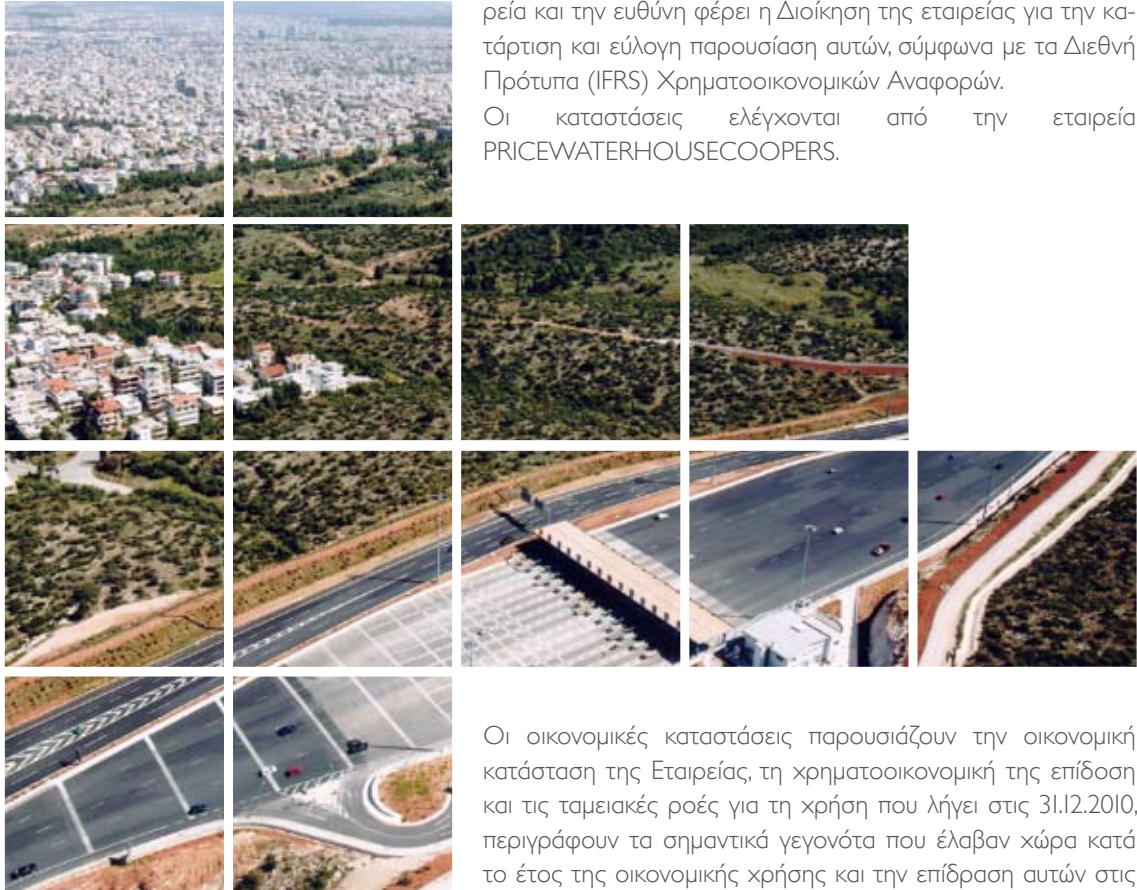 ρεία και την ευθύνη φέρει η Διοίκηση της εταιρείας για την κα-
τάρτιση και εύλογη παρουσίαση αυτών, σύμφωνα με τα Διεθνή
Πρότυπα (IFRS) Χρηματοοικονομικών Αναφορών.
Οι καταστάσεις ελέγχονται από την εταιρεία
PRICEWATERHOUSECOOPERS.
Οι οικονομικές καταστάσεις παρουσιάζουν την οικονομική
κατάσταση της Εταιρείας, τη χρηματοοικονομική της επίδοση
και τις ταμειακές ροές για τη χρήση που λήγει στις 31.12.2010,
περιγράφουν τα σημαντικά γεγονότα που έλαβαν χώρα κατά
το έτος της οικονομικής χρήσης και την επίδραση αυτών στις